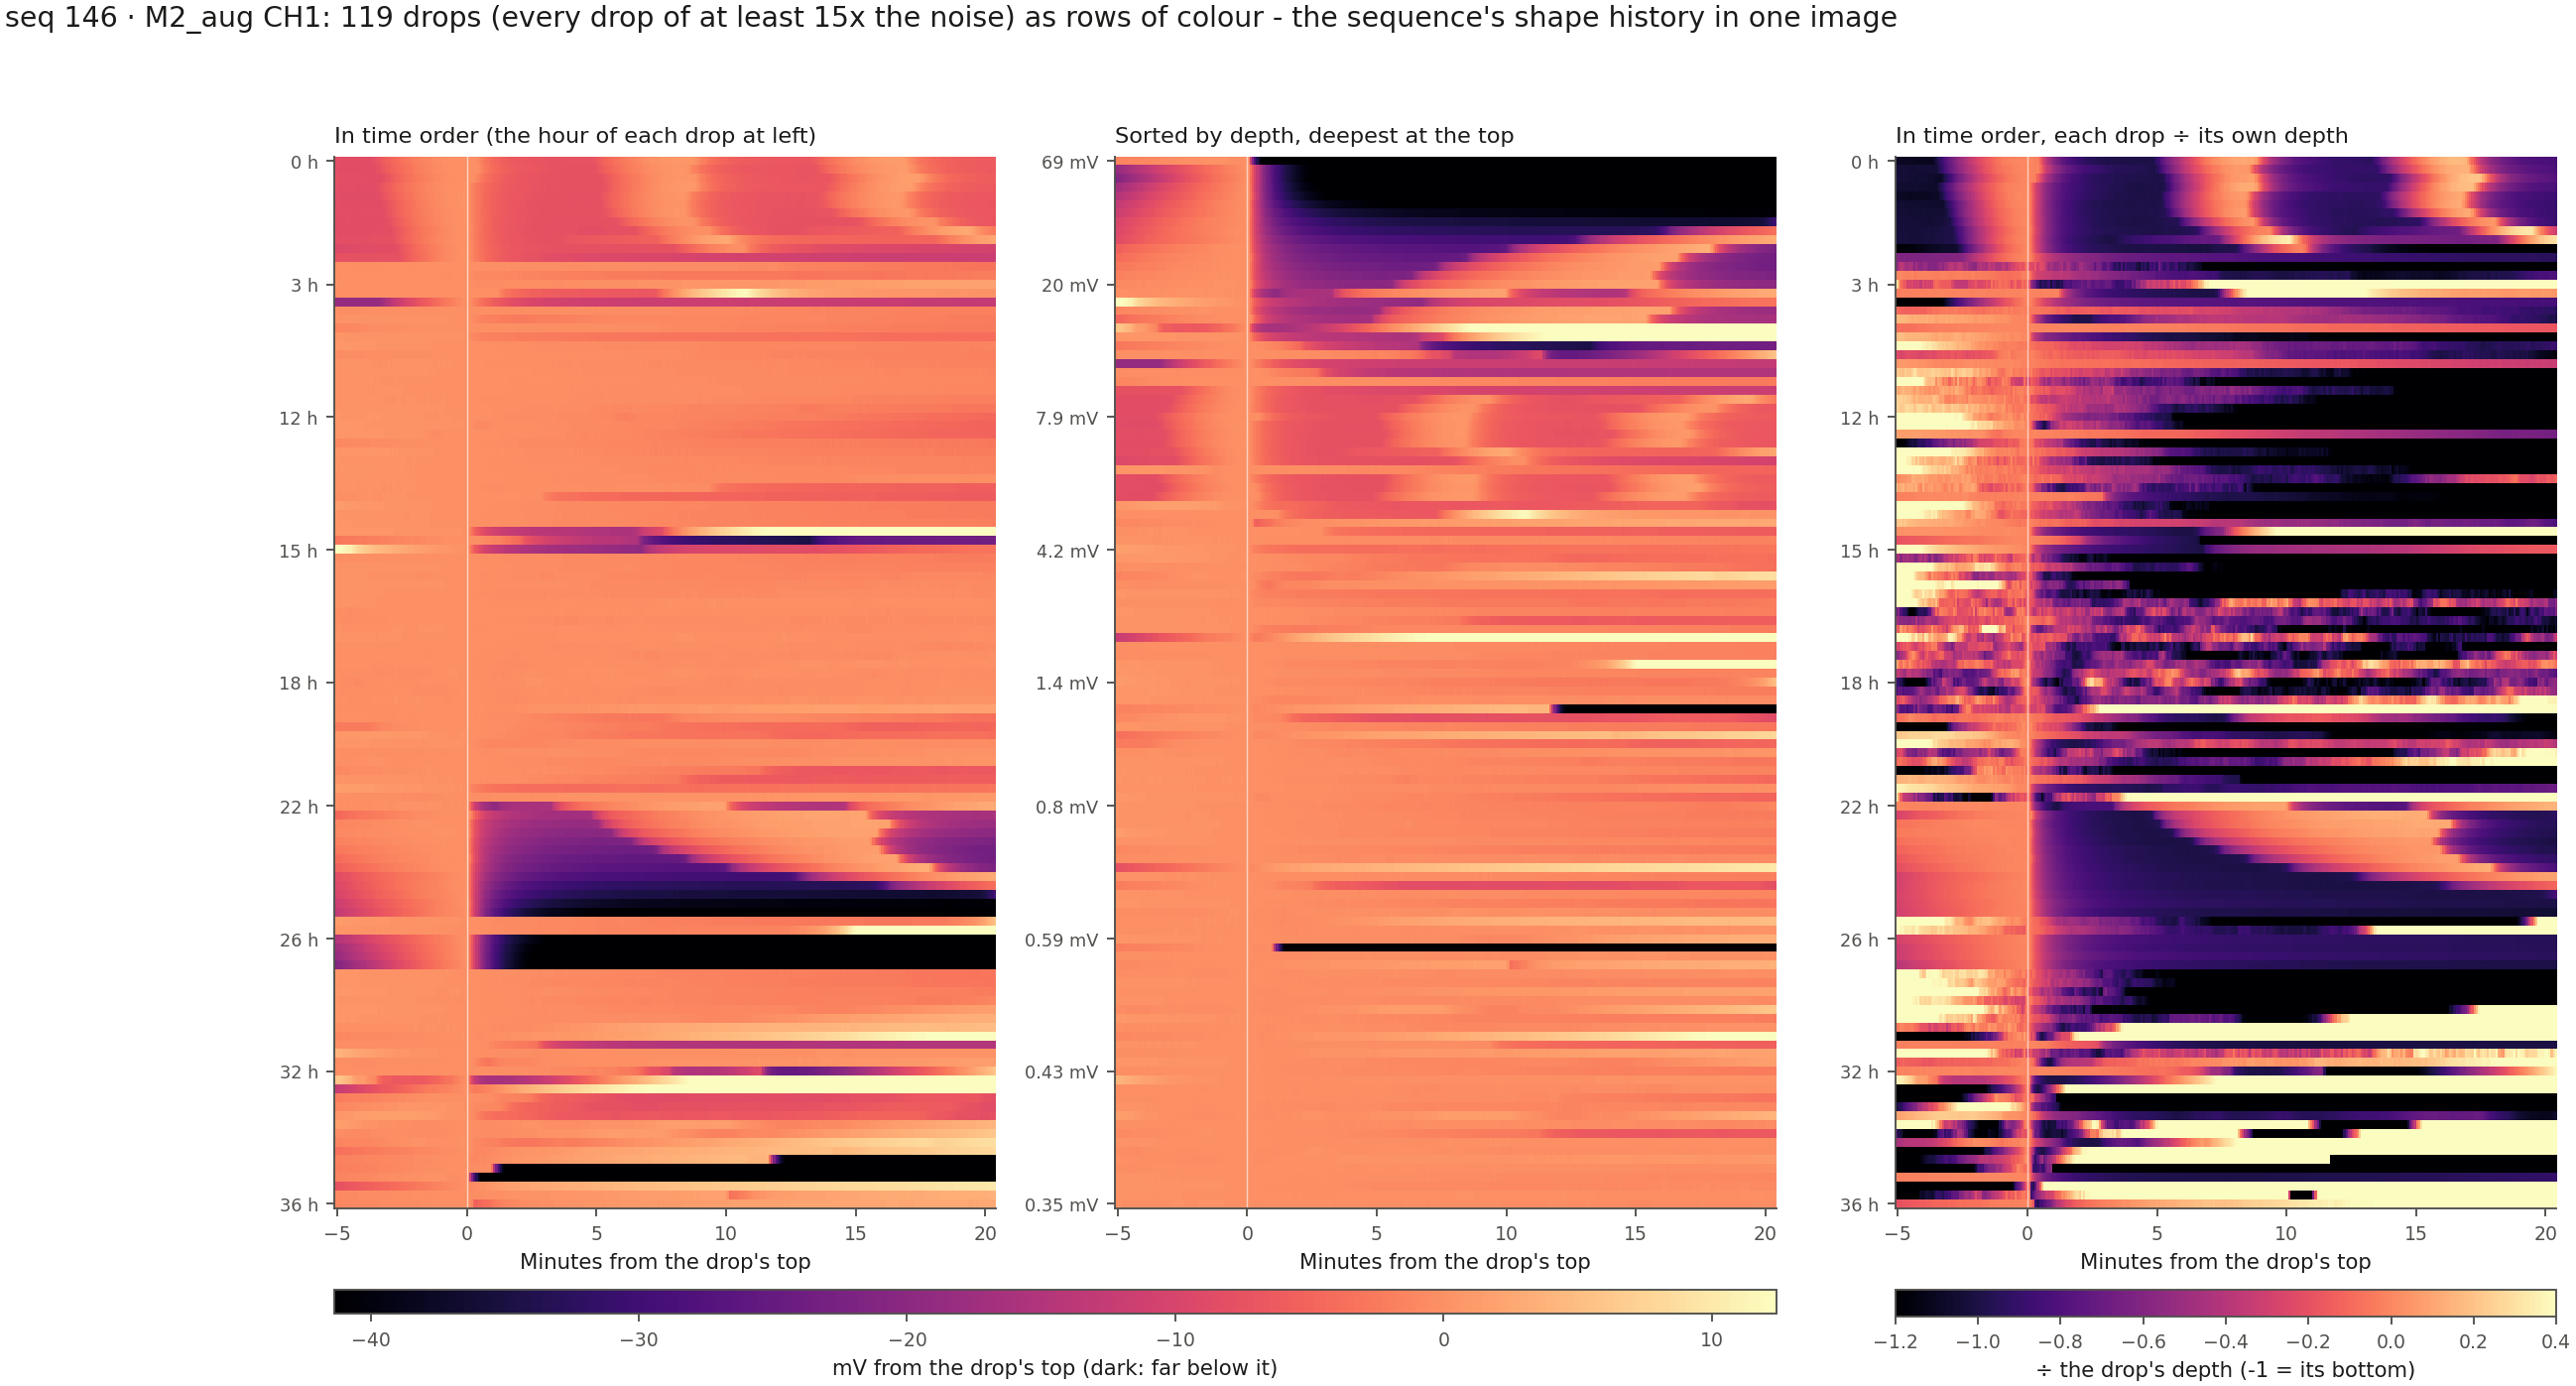 seq 146 · M2_aug CH1: 119 drops (every drop of at least 15x the noise) as rows of colour - the sequence's shape history in one image
In time order (the hour of each drop at left)
0 h
3 h
12 h
15 h
18 h
22 h
26 h
32 h
36 h
−5 0 5 10 15 20
Minutes from the drop's top
Sorted by depth, deepest at the top
69 mV
20 mV
7.9 mV
4.2 mV
1.4 mV
0.8 mV
0.59 mV
0.43 mV
0.35 mV
−5 0 5 10 15 20
Minutes from the drop's top
In time order, each drop ÷ its own depth
0 h
3 h
12 h
15 h
18 h
22 h
26 h
32 h
36 h
−5 0 5 10 15 20
Minutes from the drop's top
−40 −30 −20 −10 0 10
mV from the drop's top (dark: far below it)
−1.2 −1.0 −0.8 −0.6 −0.4 −0.2 0.0 0.2 0.4
÷ the drop's depth (-1 = its bottom)